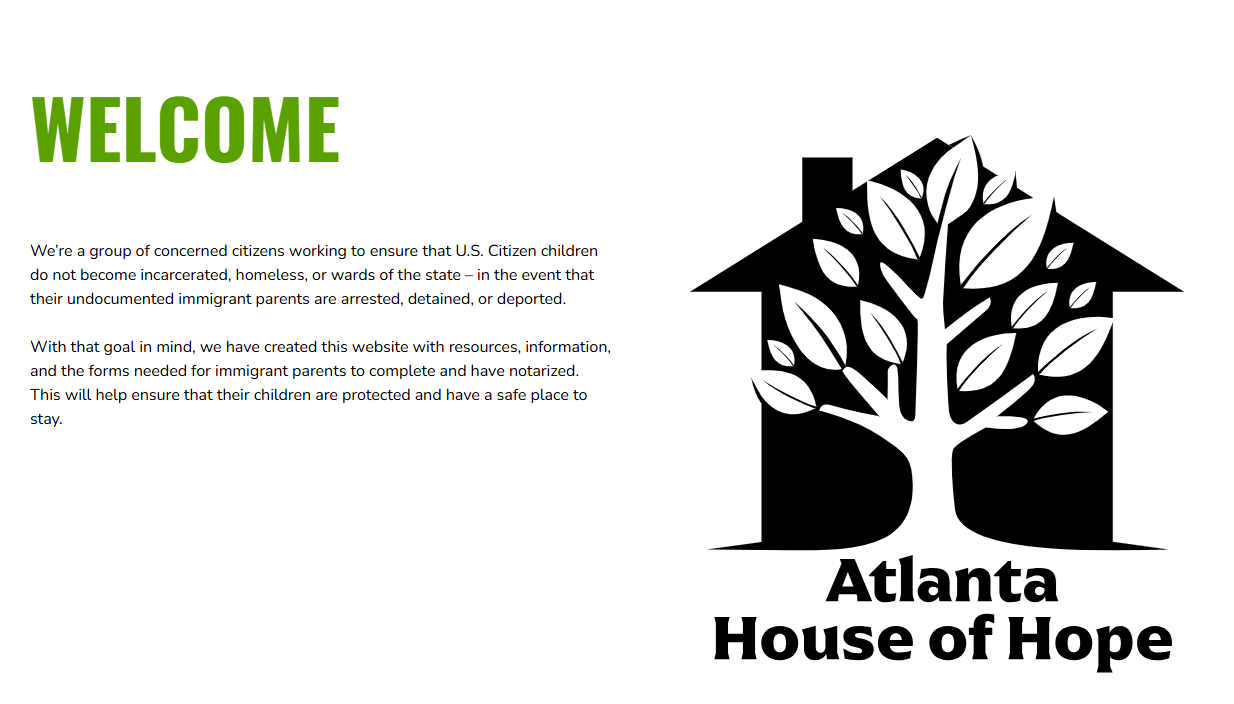 WELCOME
We're a group of concerned citizens working to ensure that U.S. Citizen children
do not become incarcerated, homeless, or wards of the state – in the event that
their undocumented immigrant parents are arrested, detained, or deported.
With that goal in mind, we have created this website with resources, information,
and the forms needed for immigrant parents to complete and have notarized.
This will help ensure that their children are protected and have a safe place to
stay.
Atlanta
House of Hope